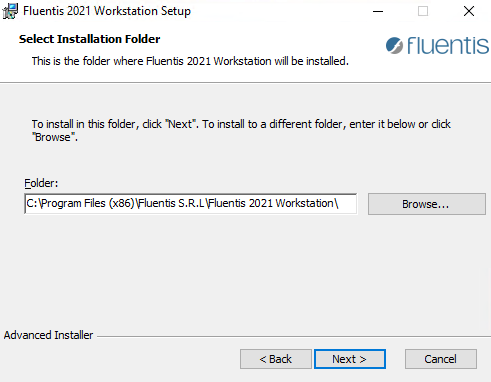 Fluentis 2021 Workstation Setup
Select Installation Folder
This is the folder where Fluentis 2021 Workstation will be installed.
fluentis
To install in this folder, click "Next". To install to a different folder, enter it below or click
"Browse".
Folder:
C:\Program Files (x86)\Fluentis S.R.L\Fluentis 2021 Workstation\
Browse...
Advanced Installer
< Back
Next >
Cancel